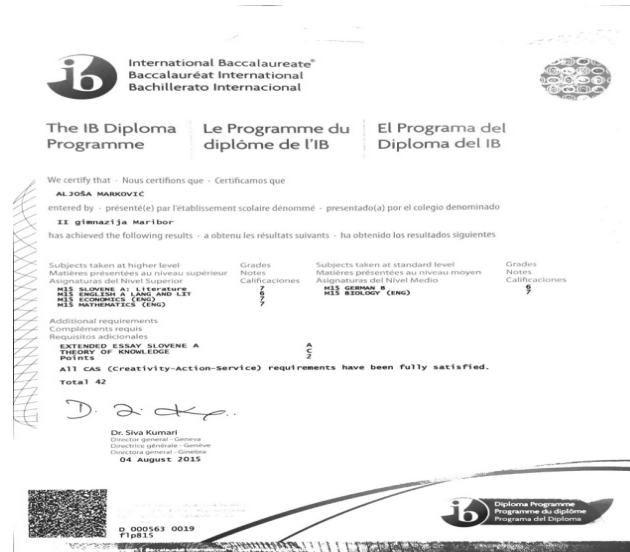 ib
International Baccalaureate®
Baccalauréat International
Bachillerato Internacional
The IB Diploma Programme
Le Programme du diplôme de l'IB
El Programa del Diploma del IB
We certify that - Nous certifions que - Certificamos que
ALJOŠA MARKOVIĆ
entered by - présenté(e) par l'établissement scolaire dénommé - presentado(a) por el colegio denominado
II gimnazija Maribor
has achieved the following results - a obtenu les résultats suivants - ha obtenido los resultados siguientes
Subjects taken at higher level Grades
Matières présentées au niveau supérieur Notes
Asignaturas del Nivel Superior Calificaciones
M15 SLOVENE A: Literature 7
M15 ENGLISH A LANG AND LIT 6
M15 ECONOMICS (ENG) 7
M15 MATHEMATICS (ENG) 7
Subjects taken at standard level Grades
Matières présentées au niveau moyen Notes
Asignaturas del Nivel Medio Calificaciones
M15 GERMAN B 6
M15 BIOLOGY (ENG) 7
Additional requirements
Compléments requis
Requisitos adicionales
EXTENDED ESSAY SLOVENE A A
THEORY OF KNOWLEDGE C
Points 2
All CAS (Creativity-Action-Service) requirements have been fully satisfied.
Total 42
Dr. Siva Kumari
Director general - Geneva
Directrice générale - Genève
Directora general - Ginebra
04 August 2015
D 000563 0019
f1p815
ib
Diploma Programme
Programme du diplôme
Programa del Diploma